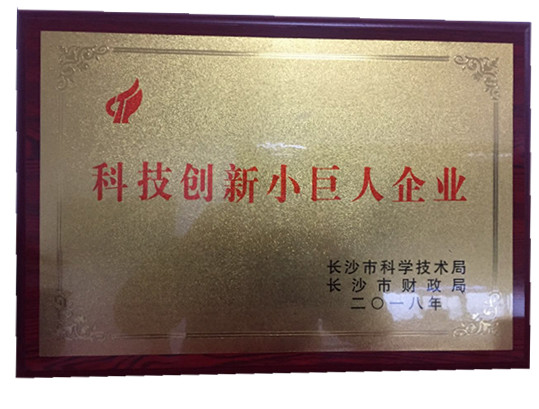 科技创新小巨人企业
长沙市科学技术局
长沙市财政局
二〇一八年